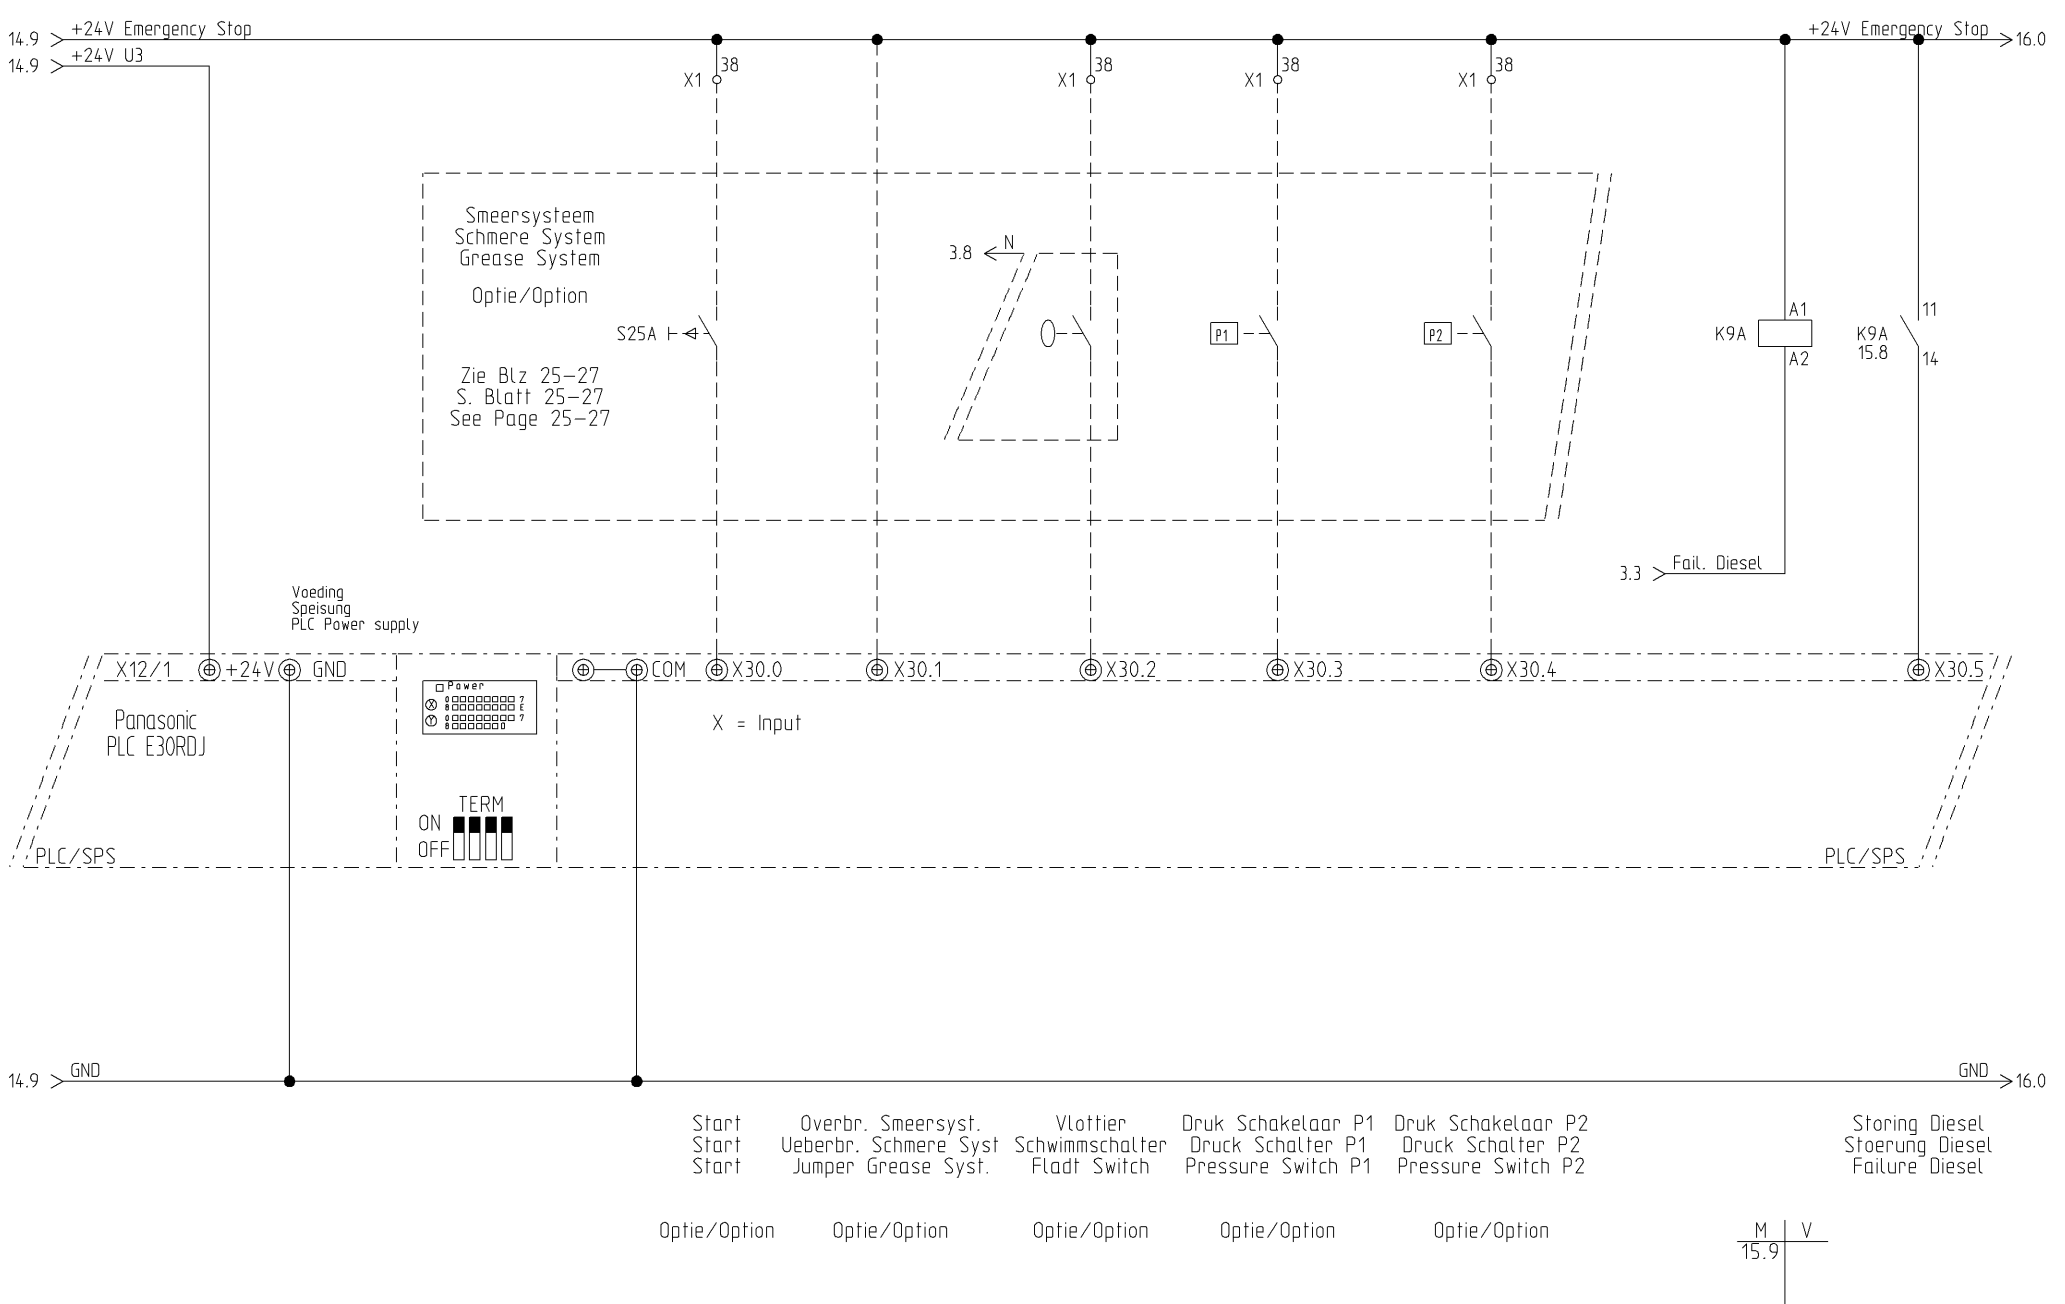 14.9 +24V Emergency Stop
+24V Emergency Stop 16.0
14.9 +24V U3
38
X1
38
X1
38
X1
38
X1
Smeersysteem
Schmere System
Grease System
Optie/Option
Zie Blz 25-27
S. Blatt 25-27
See Page 25-27
S25A
3.8 N
P1
P2
K9A
A1
A2
K9A
15.8
11
14
3.3 Fail. Diesel
Voeding
Speisung
PLC Power supply
X12/1 +24V GND COM X30.0 X30.1 X30.2 X30.3 X30.4 X30.5
Panasonic
PLC E30RDJ
Power
X 0 7
8 E
Y 0 7
8 D
X = Input
TERM
ON
OFF
PLC/SPS
PLC/SPS
14.9 GND
GND 16.0
Start
Start
Start
Optie/Option
Overbr. Smeersyst.
Ueberbr. Schmere Syst
Jumper Grease Syst.
Optie/Option
Vlottier
Schwimmschalter
Fladt Switch
Optie/Option
Druk Schakelaar P1
Druck Schalter P1
Pressure Switch P1
Optie/Option
Druk Schakelaar P2
Druck Schalter P2
Pressure Switch P2
Optie/Option
Storing Diesel
Stoerung Diesel
Failure Diesel
M V
15.9